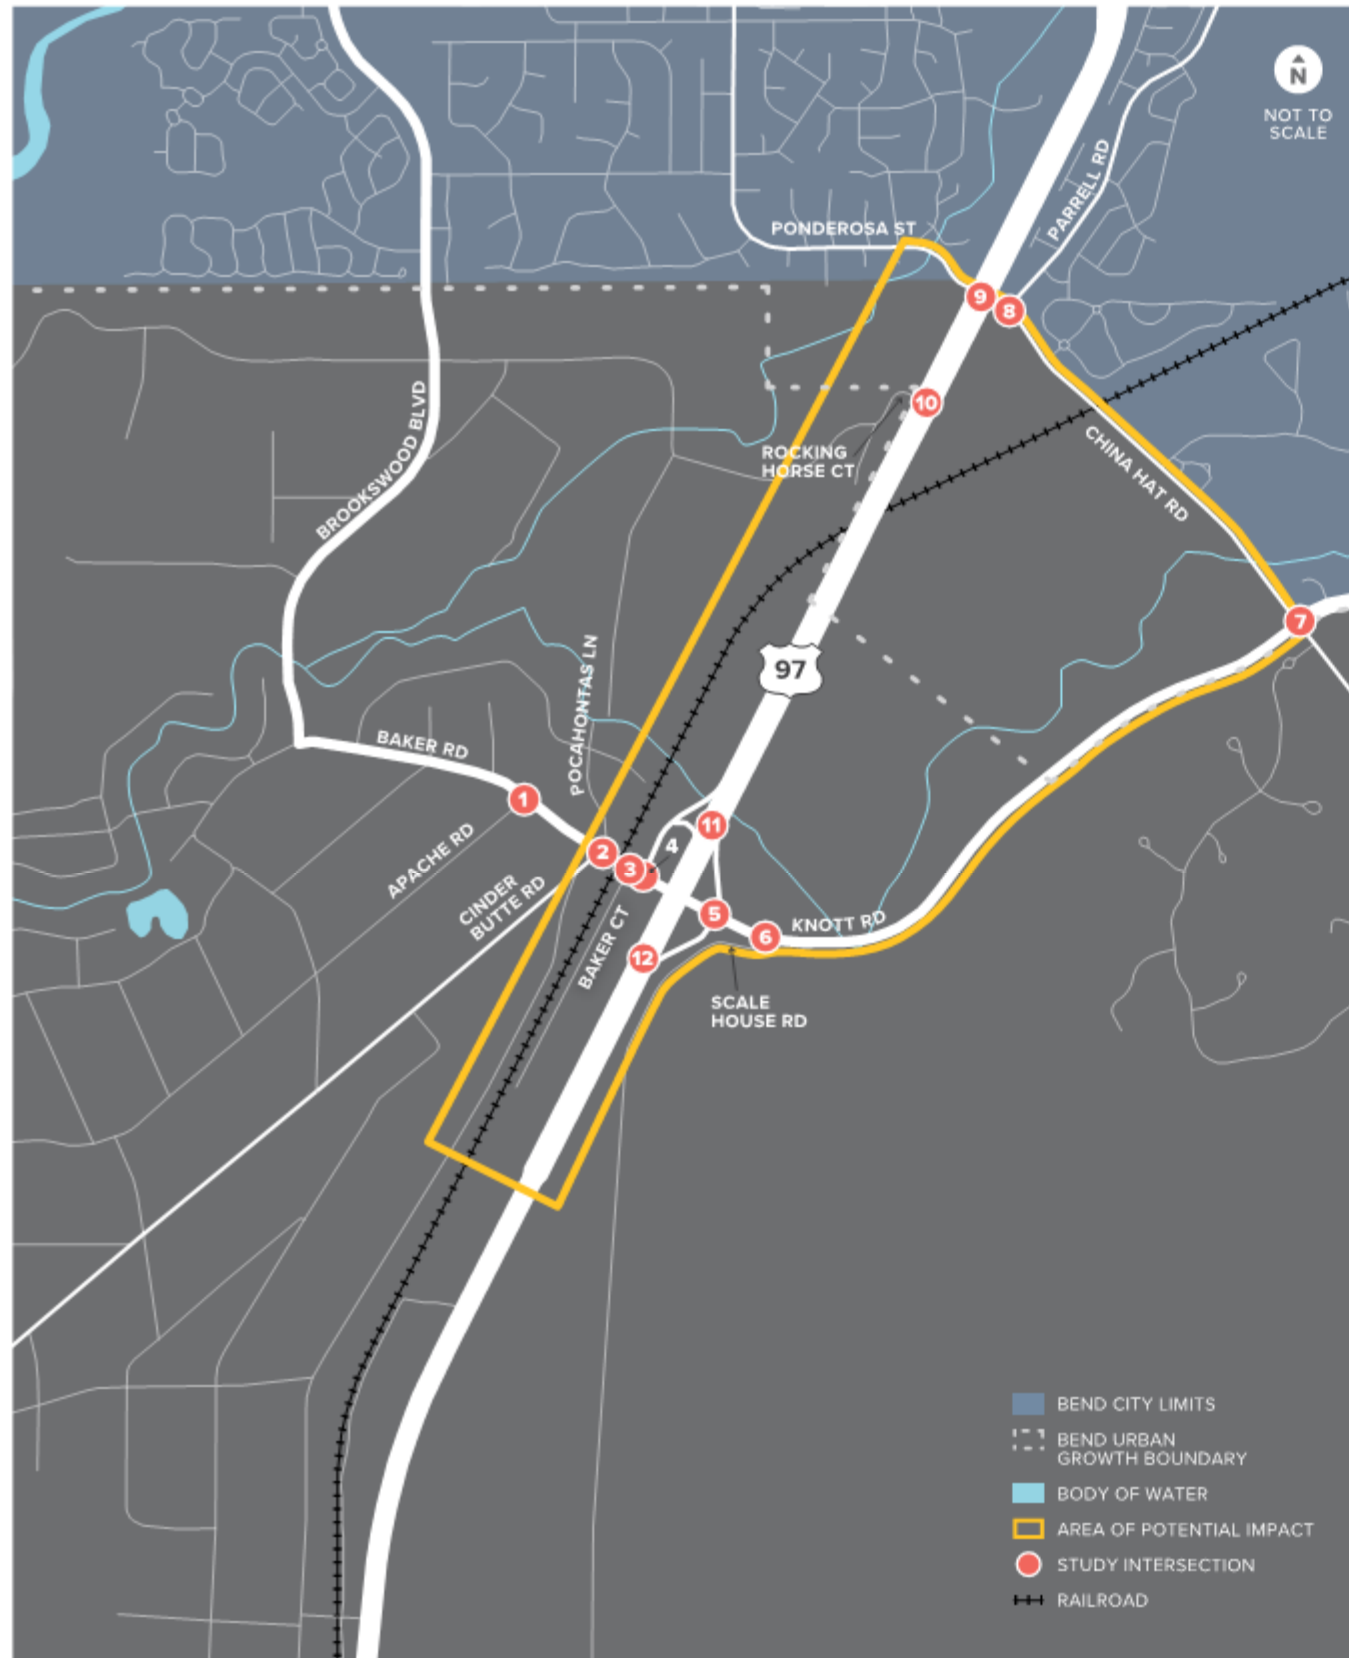 N
NOT TO
SCALE
PARRELL RD
PONDEROSA ST
9
8
10
BROOKSWOOD BLVD
ROCKING
HORSE CT
CHINA HAT RD
7
97
POCAHONTAS LN
BAKER RD
1
11
4
2
3
APACHE RD
CINDER
BUTTE RD
5
6
KNOTT RD
BAKER CT
12
SCALE
HOUSE RD
BEND CITY LIMITS
BEND URBAN
GROWTH BOUNDARY
BODY OF WATER
AREA OF POTENTIAL IMPACT
STUDY INTERSECTION
RAILROAD